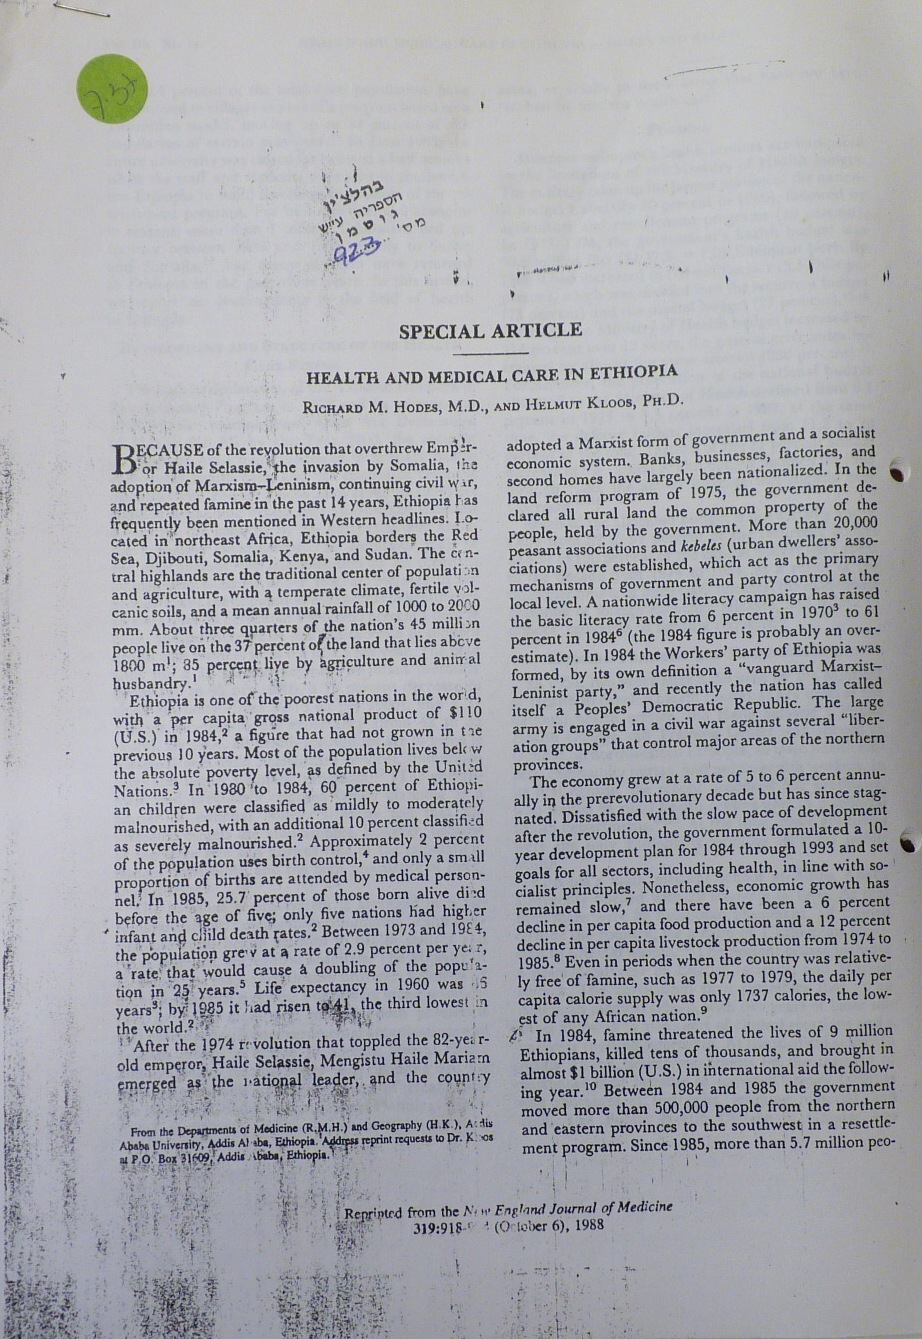 7.57
בהלצ'ין
הספריה ע"ש
גוטמן
מס'
923
SPECIAL ARTICLE
HEALTH AND MEDICAL CARE IN ETHIOPIA
RICHARD M. HODES, M.D., AND HELMUT KLOOS, PH.D.
BECAUSE of the revolution that overthrew Emper-
or Haile Selassie, the invasion by Somalia, the
adoption of Marxism–Leninism, continuing civil war,
and repeated famine in the past 14 years, Ethiopia has
frequently been mentioned in Western headlines. Lo-
cated in northeast Africa, Ethiopia borders the Red
Sea, Djibouti, Somalia, Kenya, and Sudan. The cen-
tral highlands are the traditional center of population
and agriculture, with a temperate climate, fertile vol-
canic soils, and a mean annual rainfall of 1000 to 2000
mm. About three quarters of the nation's 45 million
people live on the 37 percent of the land that lies above
1800 m¹; 85 percent live by agriculture and animal
husbandry.¹
Ethiopia is one of the poorest nations in the world,
with a per capita gross national product of $110
(U.S.) in 1984,² a figure that had not grown in the
previous 10 years. Most of the population lives below
the absolute poverty level, as defined by the United
Nations.³ In 1980 to 1984, 60 percent of Ethiopi-
an children were classified as mildly to moderately
malnourished, with an additional 10 percent classified
as severely malnourished.² Approximately 2 percent
of the population uses birth control,⁴ and only a small
proportion of births are attended by medical person-
nel. In 1985, 25.7 percent of those born alive died
before the age of five; only five nations had higher
infant and child death rates.² Between 1973 and 1984,
the population grew at a rate of 2.9 percent per year,
a rate that would cause a doubling of the popula-
tion in 25 years.⁵ Life expectancy in 1960 was
years³; by 1985 it had risen to 41, the third lowest in
the world.²
After the 1974 revolution that toppled the 82-year-
old emperor, Haile Selassie, Mengistu Haile Mariam
emerged as the national leader, and the country
From the Departments of Medicine (R.M.H.) and Geography (H.K.), Addis
Ababa University, Addis Ababa, Ethiopia. Address reprint requests to Dr. Kloos
at P.O. Box 31609, Addis Ababa, Ethiopia.
adopted a Marxist form of government and a socialist
economic system. Banks, businesses, factories, and
second homes have largely been nationalized. In the
land reform program of 1975, the government de-
clared all rural land the common property of the
people, held by the government. More than 20,000
peasant associations and kebeles (urban dwellers' asso-
ciations) were established, which act as the primary
mechanisms of government and party control at the
local level. A nationwide literacy campaign has raised
the basic literacy rate from 6 percent in 1970³ to 61
percent in 1984⁶ (the 1984 figure is probably an over-
estimate). In 1984 the Workers' party of Ethiopia was
formed, by its own definition a "vanguard Marxist–
Leninist party," and recently the nation has called
itself a Peoples' Democratic Republic. The large
army is engaged in a civil war against several "liber-
ation groups" that control major areas of the northern
provinces.
The economy grew at a rate of 5 to 6 percent annu-
ally in the prerevolutionary decade but has since stag-
nated. Dissatisfied with the slow pace of development
after the revolution, the government formulated a 10-
year development plan for 1984 through 1993 and set
goals for all sectors, including health, in line with so-
cialist principles. Nonetheless, economic growth has
remained slow,⁷ and there have been a 6 percent
decline in per capita food production and a 12 percent
decline in per capita livestock production from 1974 to
1985.⁸ Even in periods when the country was relative-
ly free of famine, such as 1977 to 1979, the daily per
capita calorie supply was only 1737 calories, the low-
est of any African nation.⁹
In 1984, famine threatened the lives of 9 million
Ethiopians, killed tens of thousands, and brought in
almost $1 billion (U.S.) in international aid the follow-
ing year.¹⁰ Between 1984 and 1985 the government
moved more than 500,000 people from the northern
and eastern provinces to the southwest in a resettle-
ment program. Since 1985, more than 5.7 million peo-
Reprinted from the New England Journal of Medicine
319:918- (October 6), 1988